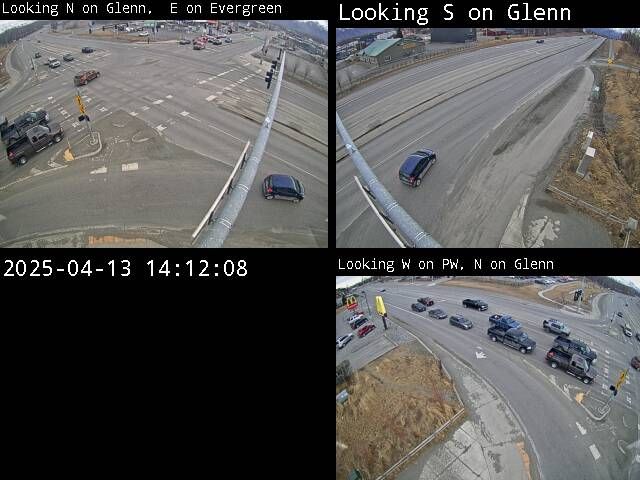 Looking N on Glenn,  E on Evergreen
Looking S on Glenn
2025-04-13 14:12:08
Looking W on PW, N on Glenn